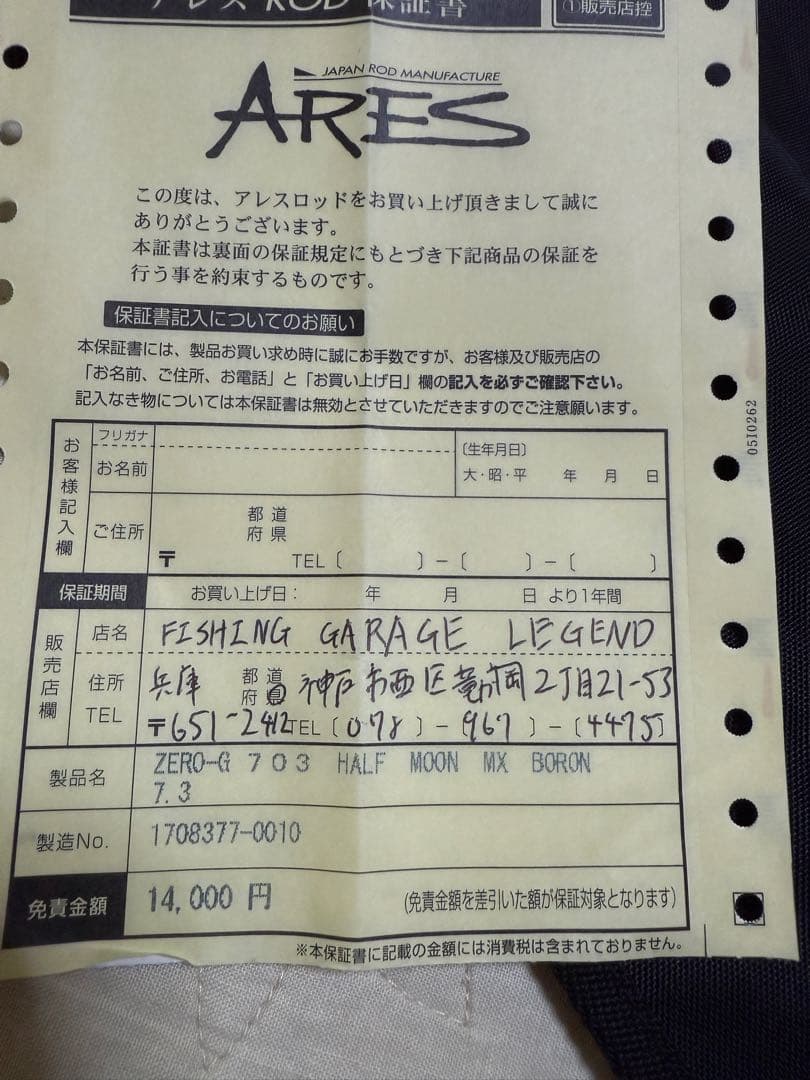 アレス ROD 保証書
①販売店控
JAPAN ROD MANUFACTURE
ARES
この度は、アレスロッドをお買い上げ頂きまして誠に
ありがとうございます。
本証書は裏面の保証規定にもとづき下記商品の保証を
行う事を約束するものです。
保証書記入についてのお願い
本保証書には、製品お買い求め時に誠にお手数ですが、お客様及び販売店の
「お名前、ご住所、お電話」と「お買い上げ日」欄の記入を必ずご確認下さい。
記入なき物については本保証書は無効とさせていただきますのでご注意願います。
05I0262
お客様記入欄
フリガナ
お名前
〔生年月日〕
大・昭・平 年 月 日
ご住所
都道
府県
〒 TEL〔 〕-〔 〕-〔 〕
保証期間 お買い上げ日: 年 月 日 より1年間
販売店欄
店名 FISHING GARAGE LEGEND
住所 兵庫 都道府県 神戸市西区竜が岡2丁目21-53
TEL 〒651-2412 TEL〔078〕-〔967〕-〔4475〕
製品名 ZERO-G 703 HALF MOON MX BORON
7.3
製造No. 1708377-0010
免責金額 14,000 円 (免責金額を差引いた額が保証対象となります)
※本保証書に記載の金額には消費税は含まれておりません。